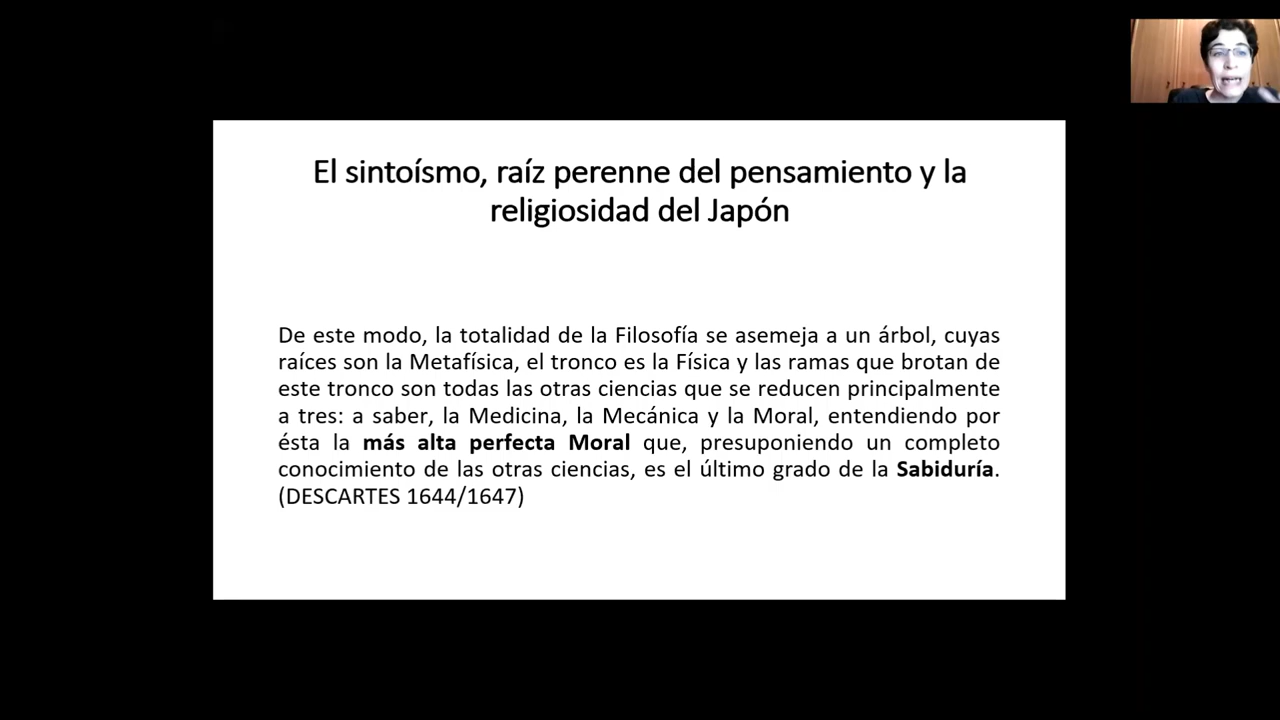 El sintoísmo, raíz perenne del pensamiento y la
religiosidad del Japón
De este modo, la totalidad de la Filosofía se asemeja a un árbol, cuyas
raíces son la Metafísica, el tronco es la Física y las ramas que brotan de
este tronco son todas las otras ciencias que se reducen principalmente
a tres: a saber, la Medicina, la Mecánica y la Moral, entendiendo por
ésta la más alta perfecta Moral que, presuponiendo un completo
conocimiento de las otras ciencias, es el último grado de la Sabiduría.
(DESCARTES 1644/1647)